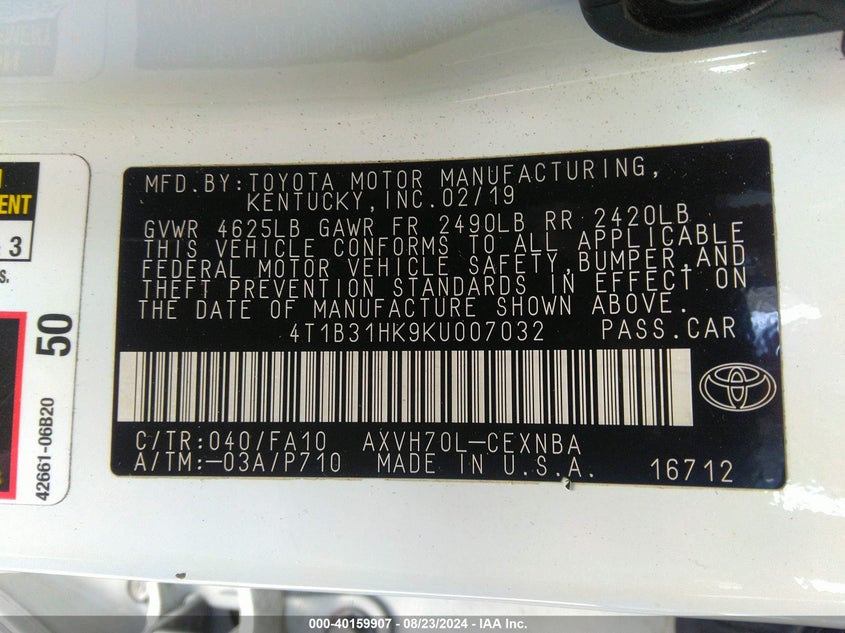 MFD.BY:TOYOTA MOTOR MANUFACTURING,
KENTUCKY,INC.02/19
GVWR 4625LB GAWR FR 2490LB RR 2420LB
THIS VEHICLE CONFORMS TO ALL APPLICABLE
FEDERAL MOTOR VEHICLE SAFETY,BUMPER,AND
THEFT PREVENTION STANDARDS IN EFFECT ON
THE DATE OF MANUFACTURE SHOWN ABOVE.
4T1B31HK9KU007032 PASS.CAR
C/TR:040/FA10 AXVH70L-CEXNBA
A/TM:-03A/P710 MADE IN U.S.A. 16712
3
50
42661-06B20
000-40159907 - 08/23/2024 - IAA Inc.